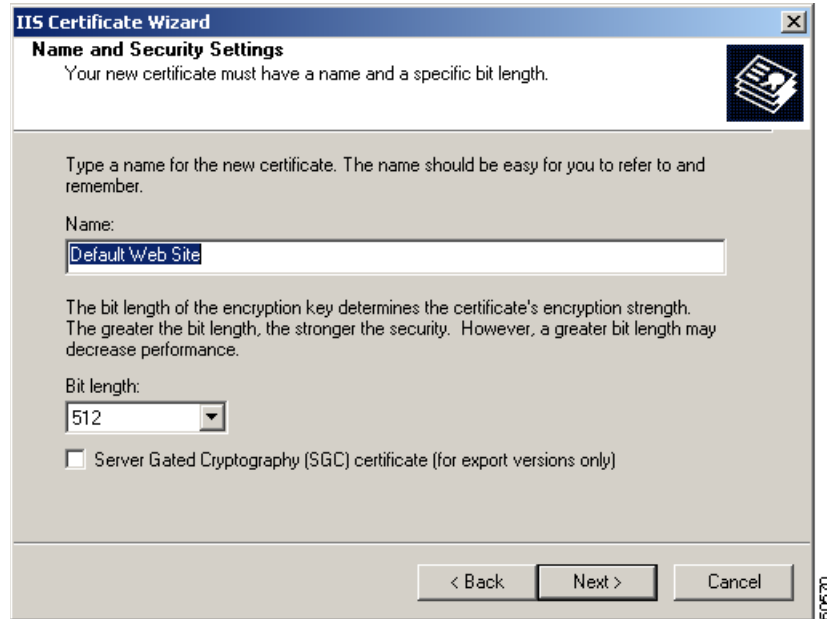 IIS Certificate Wizard
Name and Security Settings
Your new certificate must have a name and a specific bit length.
Type a name for the new certificate. The name should be easy for you to refer to and
remember.
Name:
Default Web Site
The bit length of the encryption key determines the certificate's encryption strength.
The greater the bit length, the stronger the security.  However, a greater bit length may
decrease performance.
Bit length:
512
Server Gated Cryptography (SGC) certificate (for export versions only)
< Back
Next >
Cancel
50570